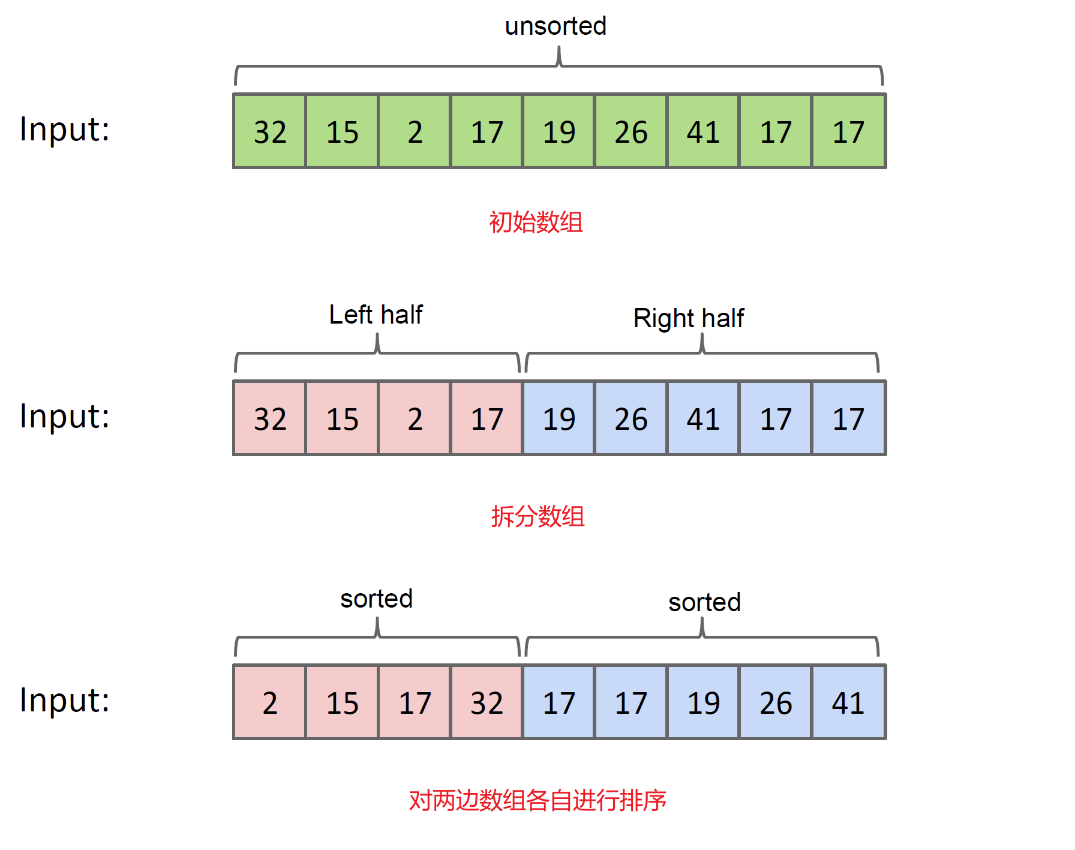 unsorted
Input: 32 15 2 17 19 26 41 17 17
初始数组
Left half Right half
Input: 32 15 2 17 19 26 41 17 17
拆分数组
sorted sorted
Input: 2 15 17 32 17 17 19 26 41
对两边数组各自进行排序